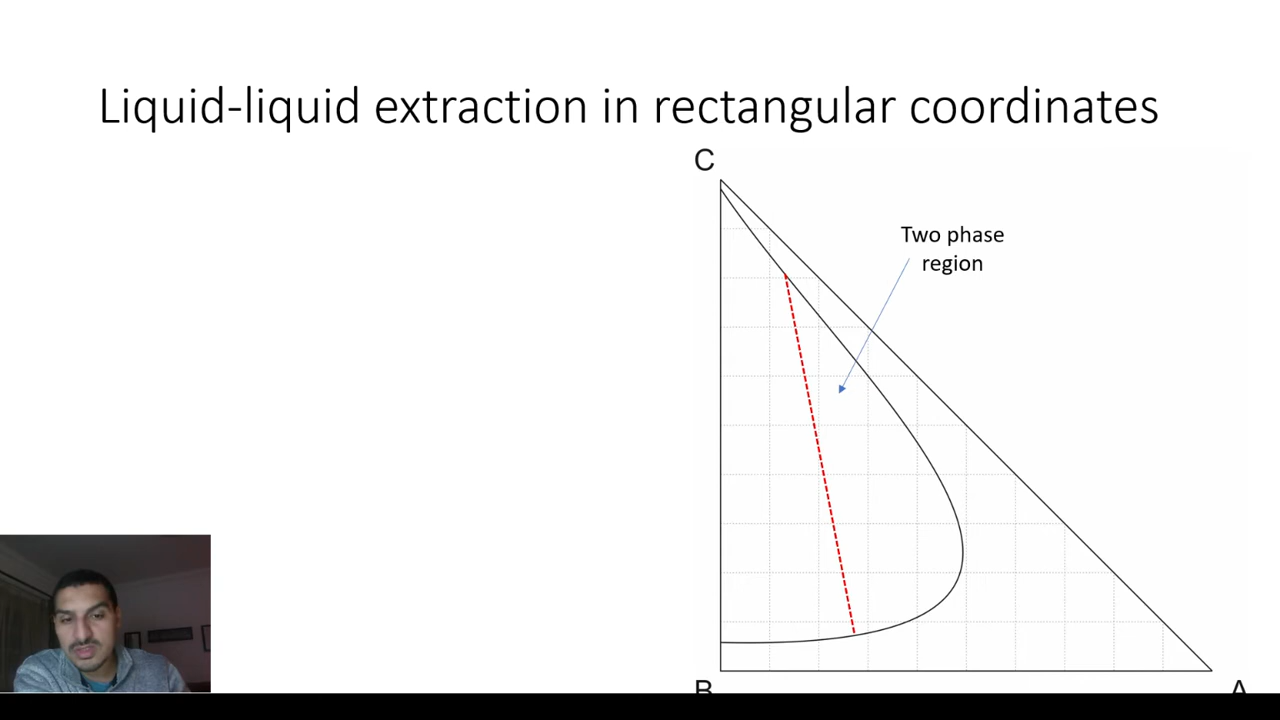 Liquid-liquid extraction in rectangular coordinates
C
Two phase
region
B
A